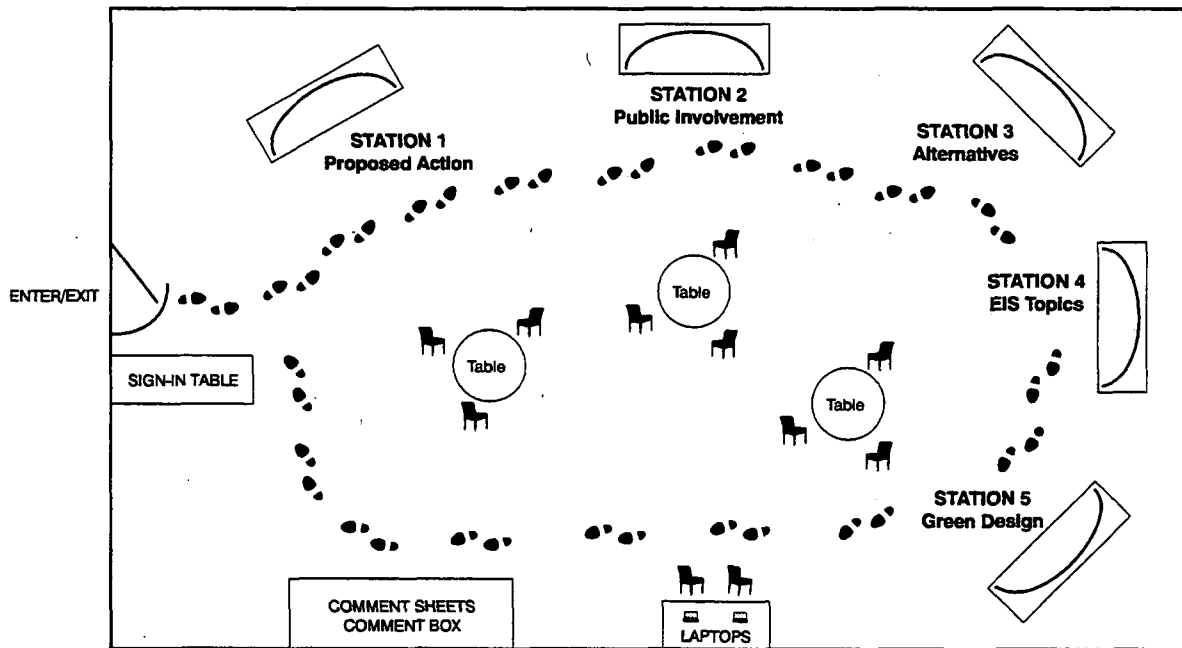 STATION 1
Proposed Action
STATION 2
Public Involvement
STATION 3
Alternatives
ENTER/EXIT
SIGN-IN TABLE
Table
Table
Table
STATION 4
EIS Topics
STATION 5
Green Design
COMMENT SHEETS
COMMENT BOX
LAPTOPS